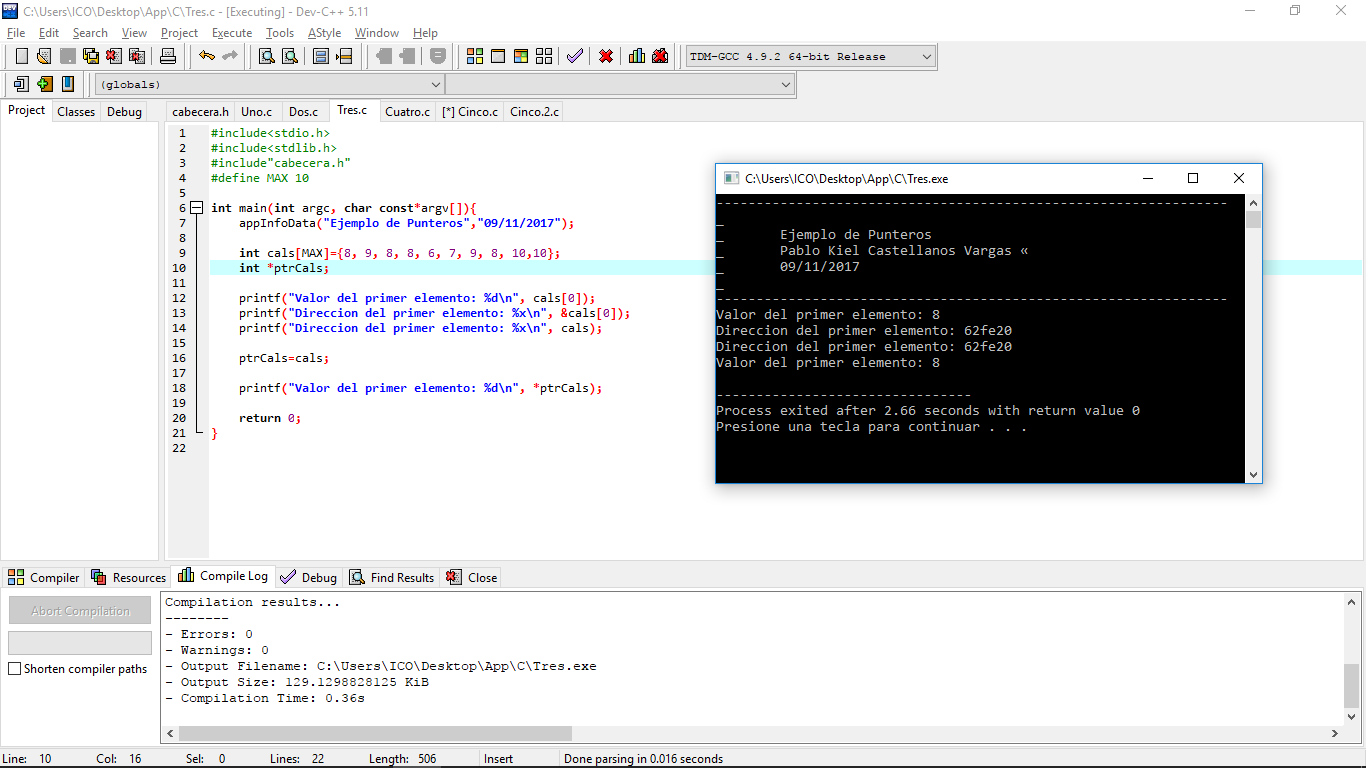 C:\Users\ICO\Desktop\App\C\Tres.c - [Executing] - Dev-C++ 5.11
File Edit Search View Project Execute Tools AStyle Window Help
TDM-GCC 4.9.2 64-bit Release
(globals)
Project Classes Debug
cabecera.h Uno.c Dos.c Tres.c Cuatro.c [*] Cinco.c Cinco.2.c
1 #include<stdio.h>
2 #include<stdlib.h>
3 #include"cabecera.h"
4 #define MAX 10
5
6 int main(int argc, char const*argv[]){
7 appInfoData("Ejemplo de Punteros","09/11/2017");
8
9 int cals[MAX]={8, 9, 8, 8, 6, 7, 9, 8, 10,10};
10 int *ptrCals;
11
12 printf("Valor del primer elemento: %d\n", cals[0]);
13 printf("Direccion del primer elemento: %x\n", &cals[0]);
14 printf("Direccion del primer elemento: %x\n", cals);
15
16 ptrCals=cals;
17
18 printf("Valor del primer elemento: %d\n", *ptrCals);
19
20 return 0;
21 }
22
C:\Users\ICO\Desktop\App\C\Tres.exe
----------------------------------------------------------------
_
_ Ejemplo de Punteros
_ Pablo Kiel Castellanos Vargas «
_ 09/11/2017
_
----------------------------------------------------------------
Valor del primer elemento: 8
Direccion del primer elemento: 62fe20
Direccion del primer elemento: 62fe20
Valor del primer elemento: 8
--------------------------------
Process exited after 2.66 seconds with return value 0
Presione una tecla para continuar . . .
Compiler Resources Compile Log Debug Find Results Close
Abort Compilation
Shorten compiler paths
Compilation results...
--------
- Errors: 0
- Warnings: 0
- Output Filename: C:\Users\ICO\Desktop\App\C\Tres.exe
- Output Size: 129.1298828125 KiB
- Compilation Time: 0.36s
Line: 10 Col: 16 Sel: 0 Lines: 22 Length: 506 Insert Done parsing in 0.016 seconds